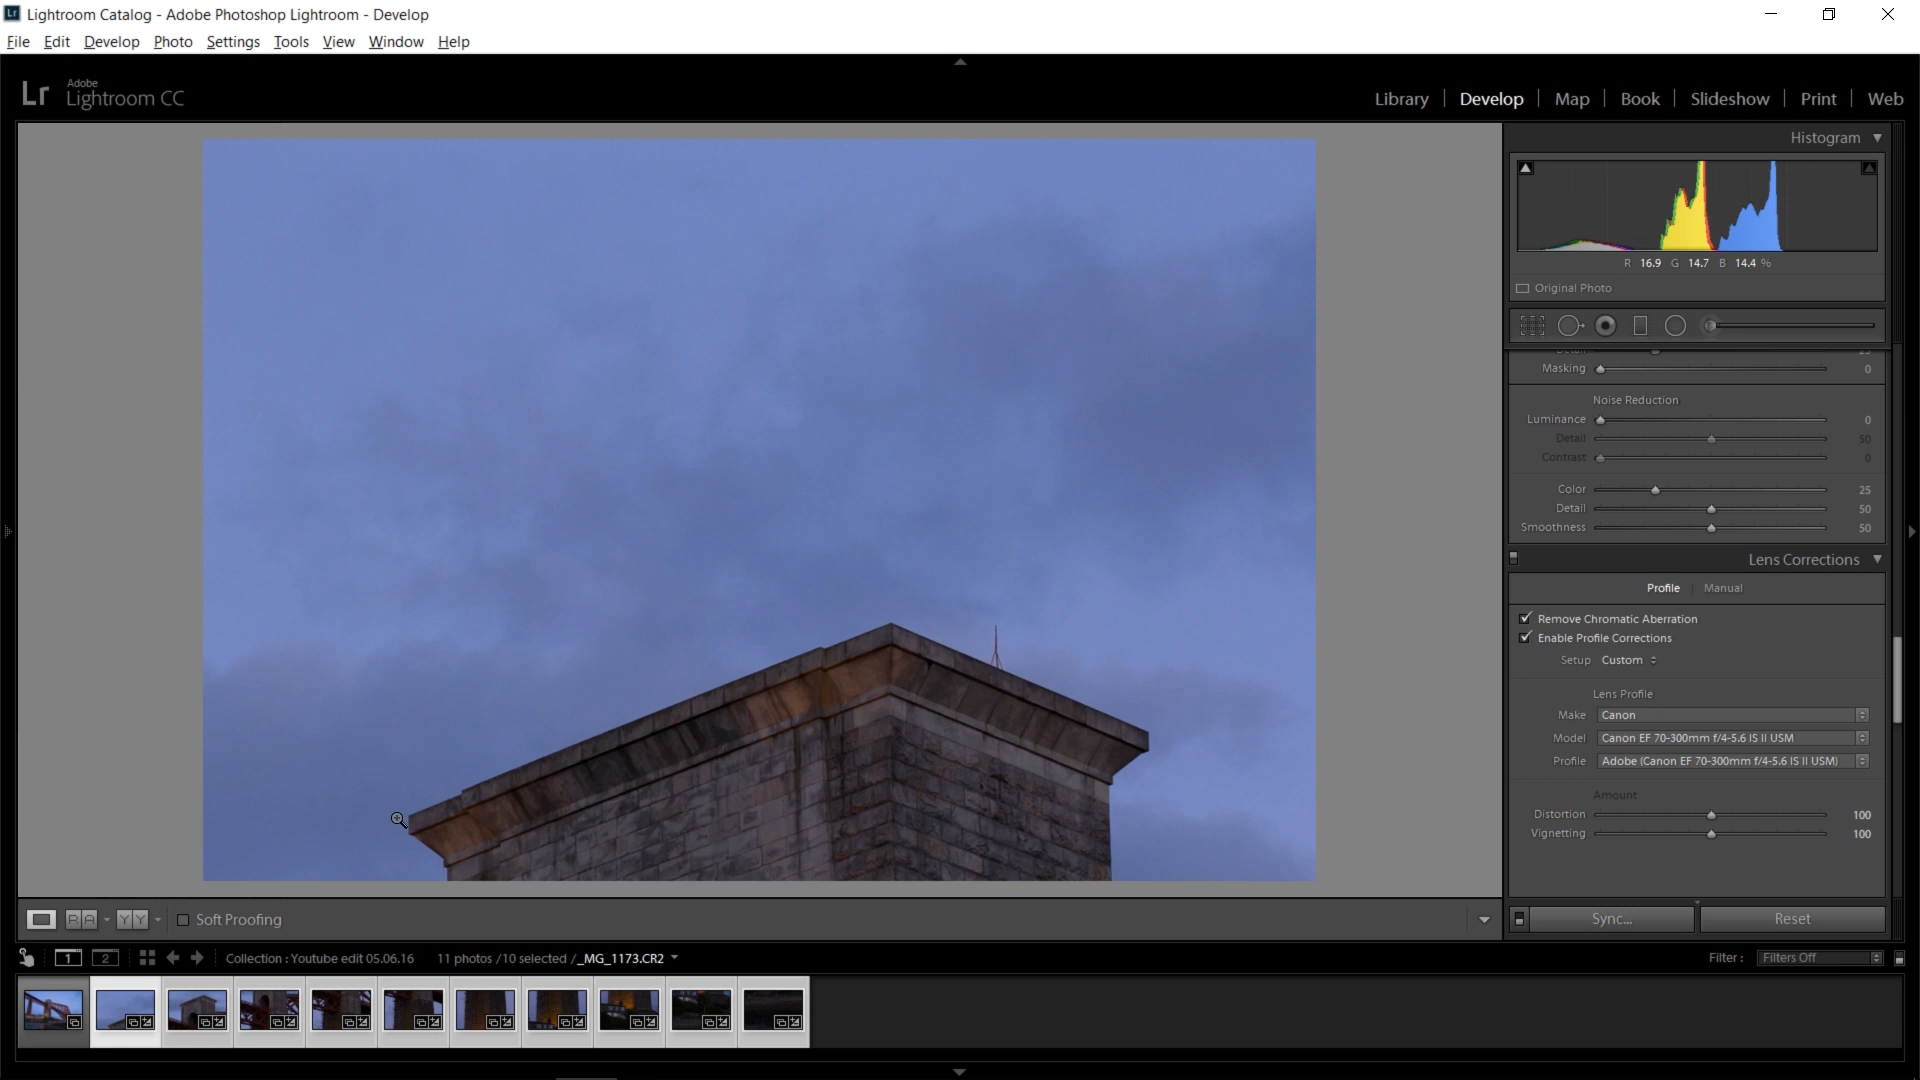 Lr Lightroom Catalog - Adobe Photoshop Lightroom - Develop
File Edit Develop Photo Settings Tools View Window Help
Lr Adobe
Lightroom CC
Library | Develop | Map | Book | Slideshow | Print | Web
Histogram
R 16.9 G 14.7 B 14.4 %
Original Photo
Detail 25
Masking 0
Noise Reduction
Luminance 0
Detail 50
Contrast 0
Color 25
Detail 50
Smoothness 50
Lens Corrections
Profile | Manual
Remove Chromatic Aberration
Enable Profile Corrections
Setup Custom
Lens Profile
Make Canon
Model Canon EF 70-300mm f/4-5.6 IS II USM
Profile Adobe (Canon EF 70-300mm f/4-5.6 IS II USM)
Amount
Distortion 100
Vignetting 100
R A Y Y Soft Proofing
Sync... Reset
1 2 Collection : Youtube edit 05.06.16 11 photos /10 selected /_MG_1173.CR2
Filter : Filters Off